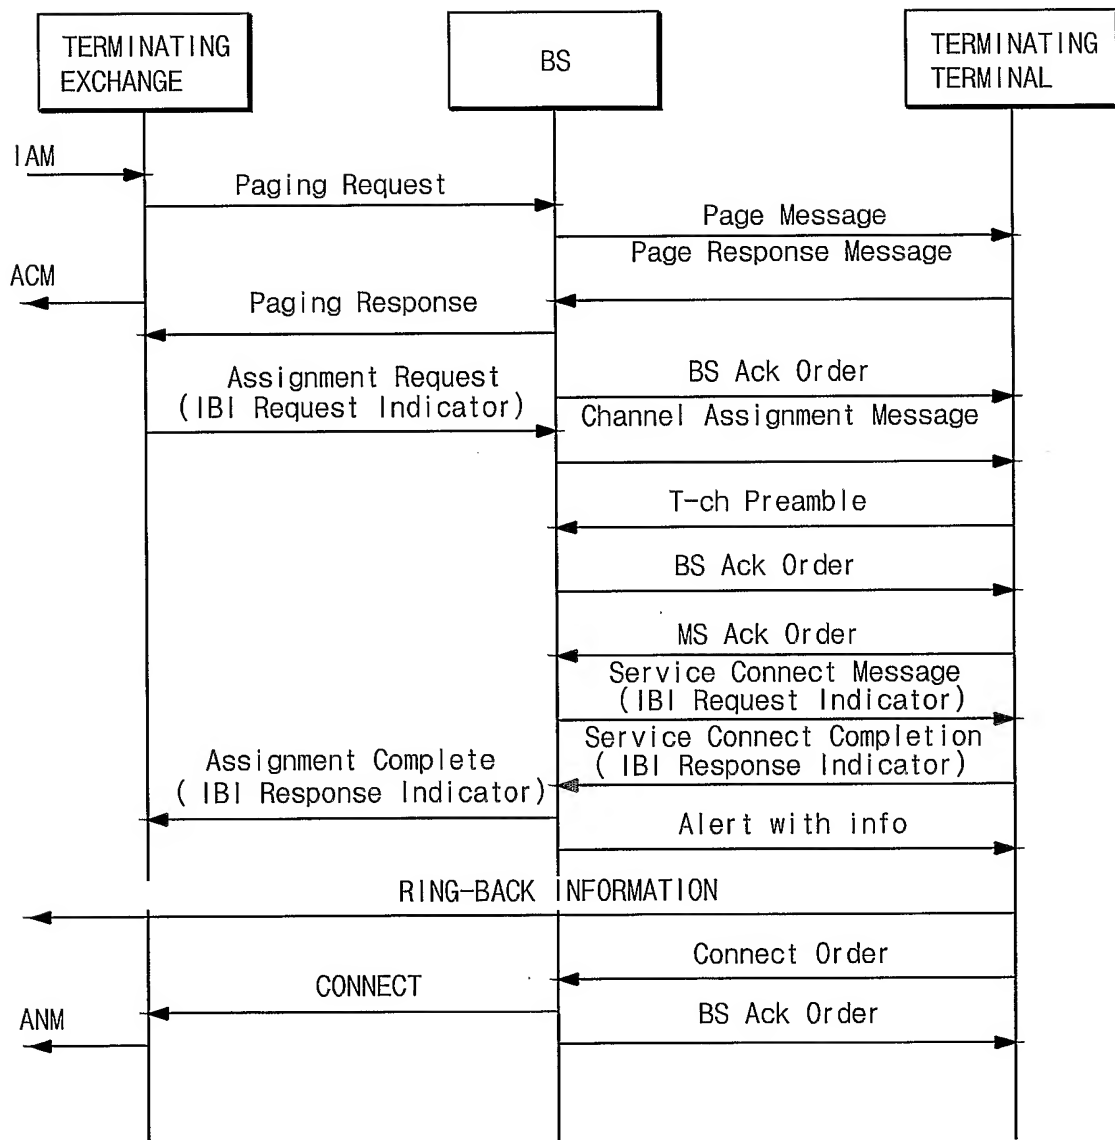 TERMINATING
EXCHANGE
BS
TERMINATING
TERMINAL
IAM
Paging Request
Page Message
Page Response Message
ACM
Paging Response
Assignment Request
(IBI Request Indicator)
BS Ack Order
Channel Assignment Message
T-ch Preamble
BS Ack Order
MS Ack Order
Service Connect Message
(IBI Request Indicator)
Service Connect Completion
( IBI Response Indicator)
Assignment Complete
( IBI Response Indicator)
Alert with info
RING-BACK INFORMATION
Connect Order
CONNECT
BS Ack Order
ANM